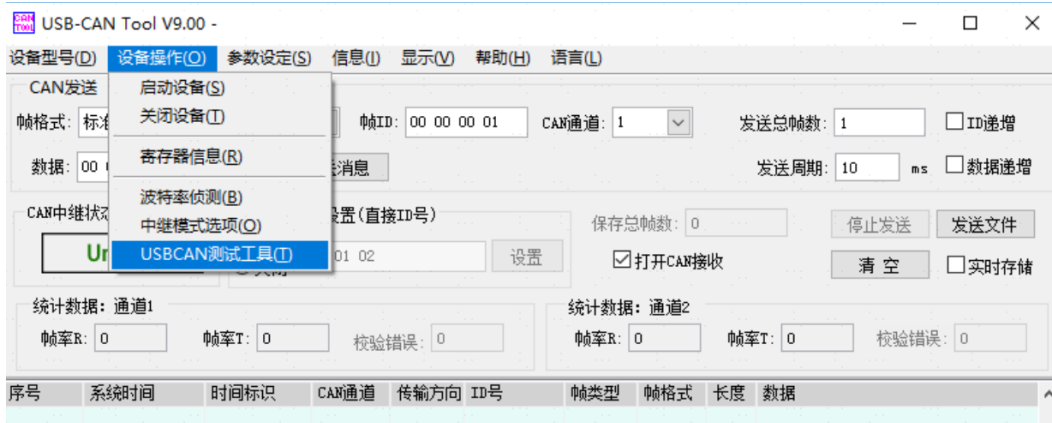 CAN TOOL USB-CAN Tool V9.00 -
设备型号(D) 设备操作(O) 参数设定(S) 信息(I) 显示(V) 帮助(H) 语言(L)
CAN发送
启动设备(S)
关闭设备(T)
寄存器信息(R)
波特率侦测(B)
中继模式选项(O)
USBCAN测试工具(T)
帧格式: 帧ID: 00 00 00 01 CAN通道: 1 发送总帧数: 1 ID递增
数据: 00 消息 发送周期: 10 ms 数据递增
CAN中继状态 设置(直接ID号) 保存总帧数: 0 停止发送 发送文件
Un 01 02 设置 打开CAN接收 清 空 实时存储
统计数据: 通道1 统计数据: 通道2
帧率R: 0 帧率T: 0 校验错误: 0 帧率R: 0 帧率T: 0 校验错误: 0
序号 系统时间 时间标识 CAN通道 传输方向 ID号 帧类型 帧格式 长度 数据